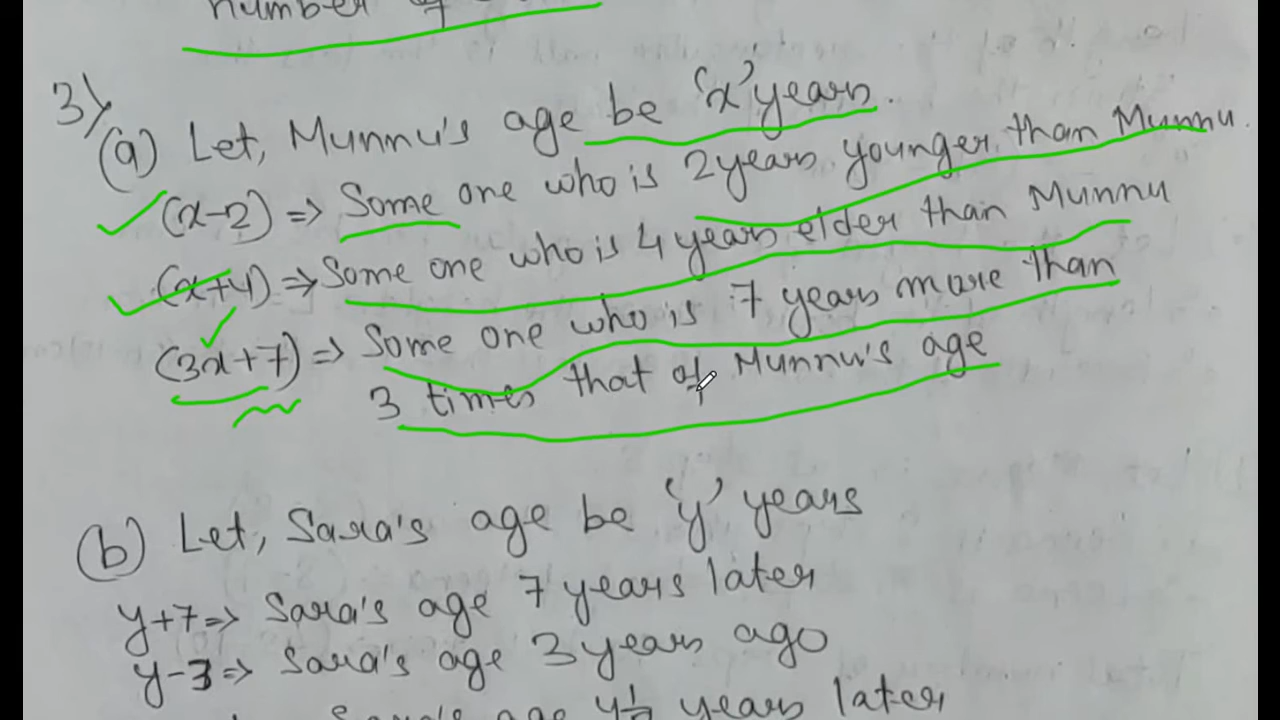 number of
3)
(a) Let, Munnu's age be 'x' years.
(x-2) => Some one who is 2 years younger than Munnu.
(x+4) => Some one who is 4 years elder than Munnu
(3x+7) => Some one who is 7 years more than
3 times that of Munnu's age
(b) Let, Sara's age be 'y' years
y+7 => Sara's age 7 years later
y-3 => Sara's age 3 years ago
Sara's age years later